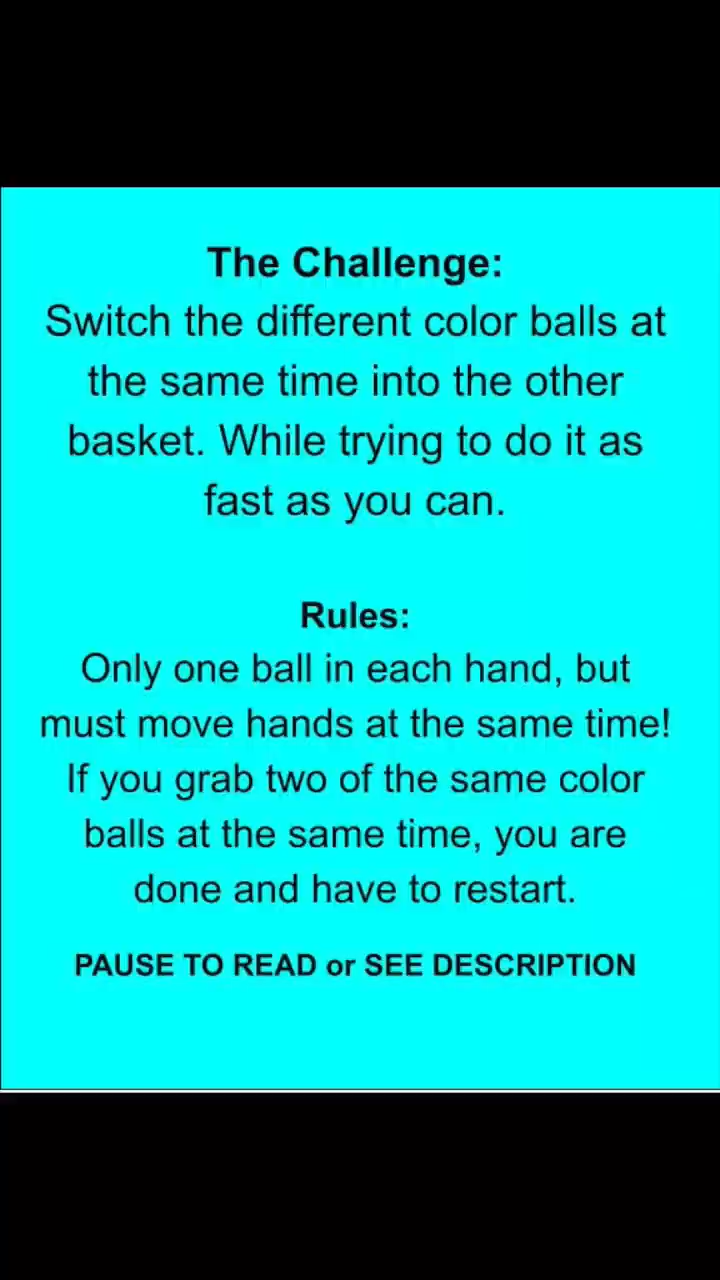 The Challenge:
Switch the different color balls at
the same time into the other
basket. While trying to do it as
fast as you can.
Rules:
Only one ball in each hand, but
must move hands at the same time!
If you grab two of the same color
balls at the same time, you are
done and have to restart.
PAUSE TO READ or SEE DESCRIPTION